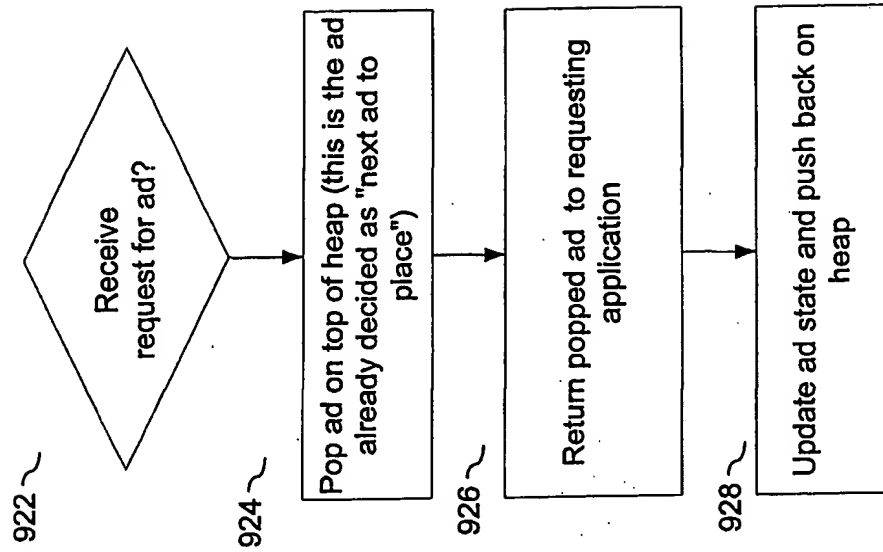 922
Receive
request for ad?
924
Pop ad on top of heap (this is the ad
already decided as "next ad to
place")
926
Return popped ad to requesting
application
928
Update ad state and push back on
heap